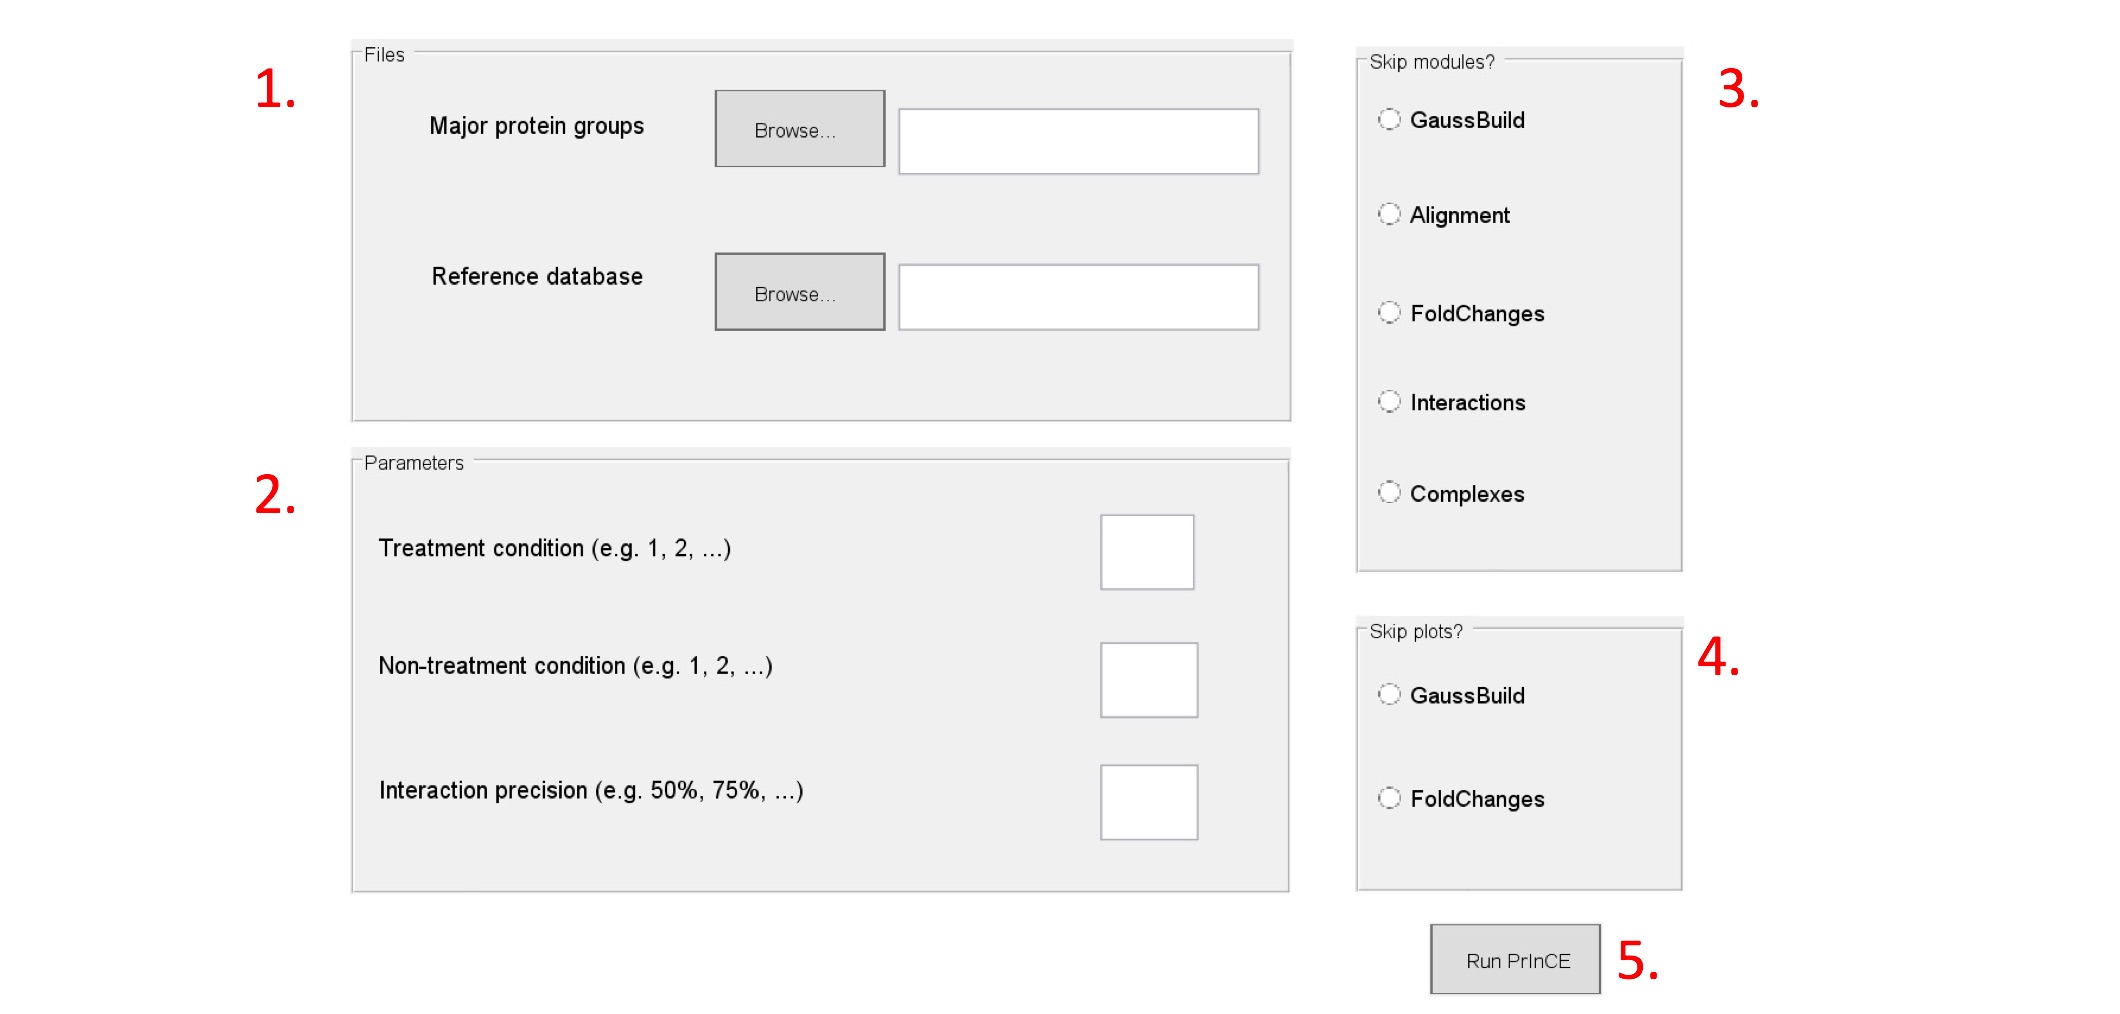 1.
Files
Major protein groups
Browse...
Reference database
Browse...
2.
Parameters
Treatment condition (e.g. 1, 2, ...)
Non-treatment condition (e.g. 1, 2, ...)
Interaction precision (e.g. 50%, 75%, ...)
Skip modules?
3.
GaussBuild
Alignment
FoldChanges
Interactions
Complexes
Skip plots?
4.
GaussBuild
FoldChanges
Run PrInCE
5.